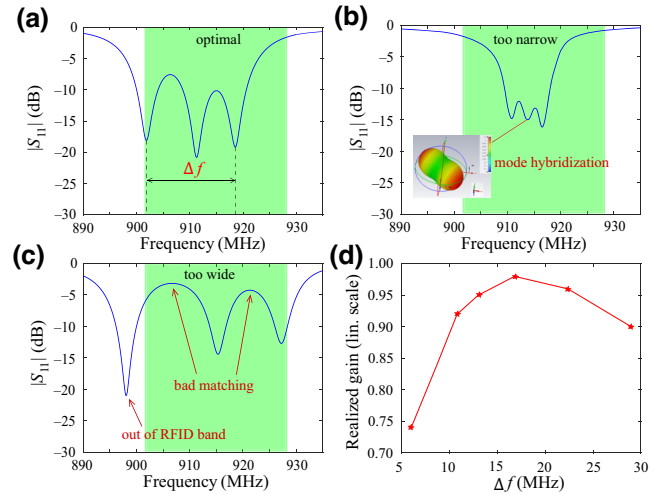 (a)
optimal
Δf
|S11| (dB)
0
−5
−10
−15
−20
−25
−30
890
900
910
920
930
Frequency (MHz)
(b)
too narrow
mode hybridization
|S11| (dB)
0
−5
−10
−15
−20
−25
−30
890
900
910
920
930
Frequency (MHz)
(c)
too wide
bad matching
out of RFID band
|S11| (dB)
0
−5
−10
−15
−20
−25
−30
890
900
910
920
930
Frequency (MHz)
(d)
Realized gain (lin. scale)
1.00
0.95
0.90
0.85
0.80
0.75
0.70
5
10
15
20
25
30
Δf (MHz)